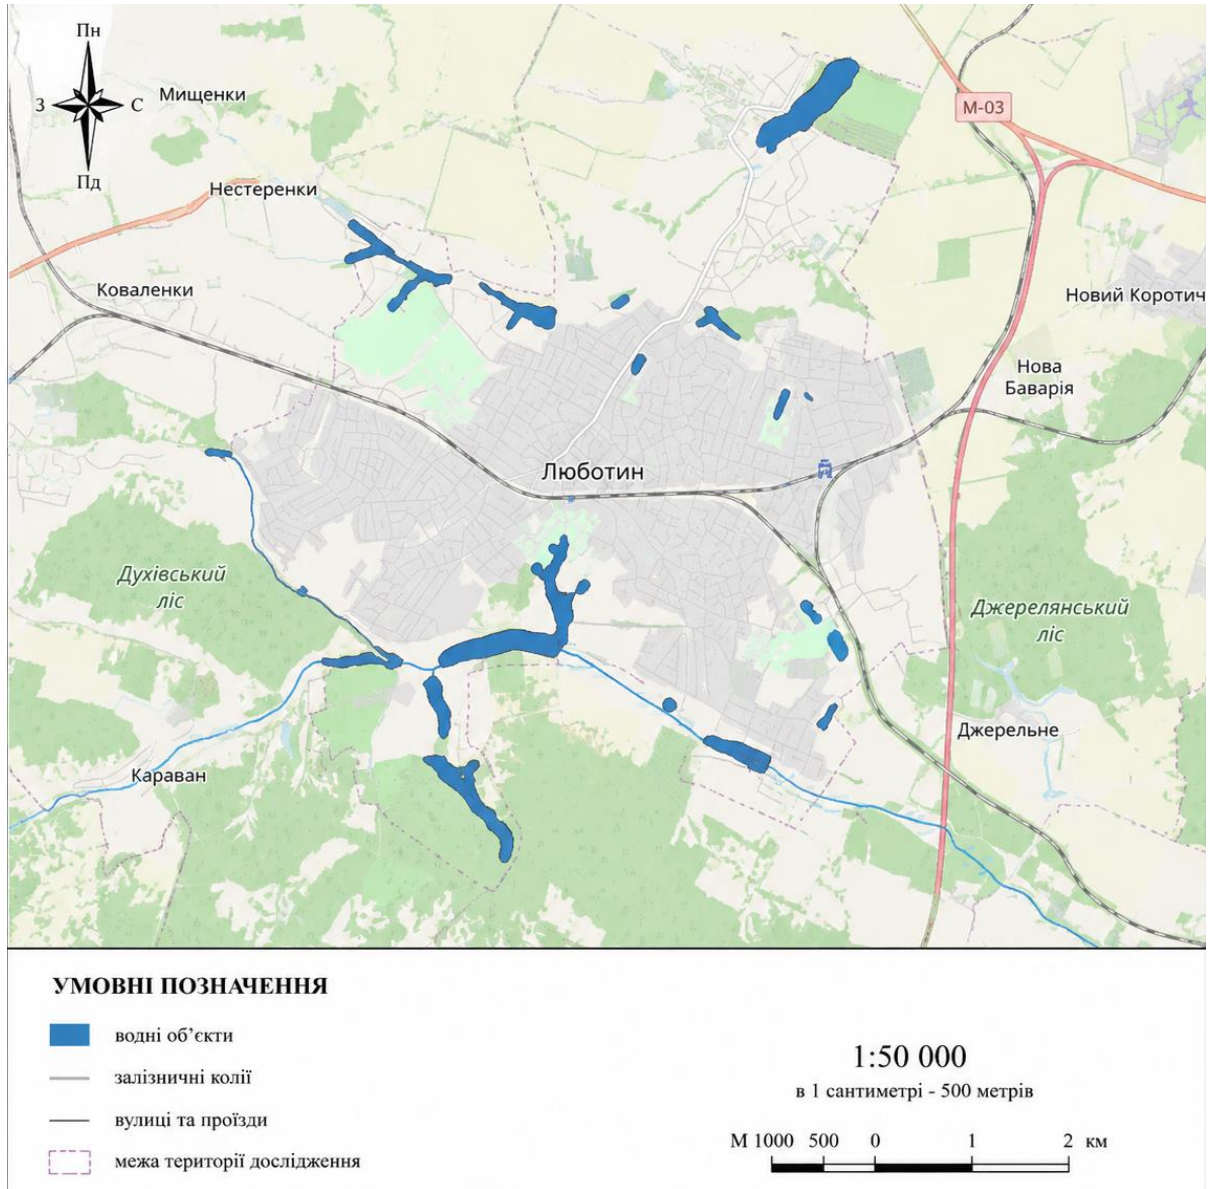 Пн
З
С
Пд
Мищенки
М-03
Нестеренки
Коваленки
Новий Коротич
Нова
Баварія
Люботин
Духівський
ліс
Джерелянський
ліс
Джерельне
Караван
УМОВНІ ПОЗНАЧЕННЯ
водні об’єкти
залізничні колії
вулиці та проїзди
межа території дослідження
1:50 000
в 1 сантиметрі - 500 метрів
М 1000 500 0 1 2 км